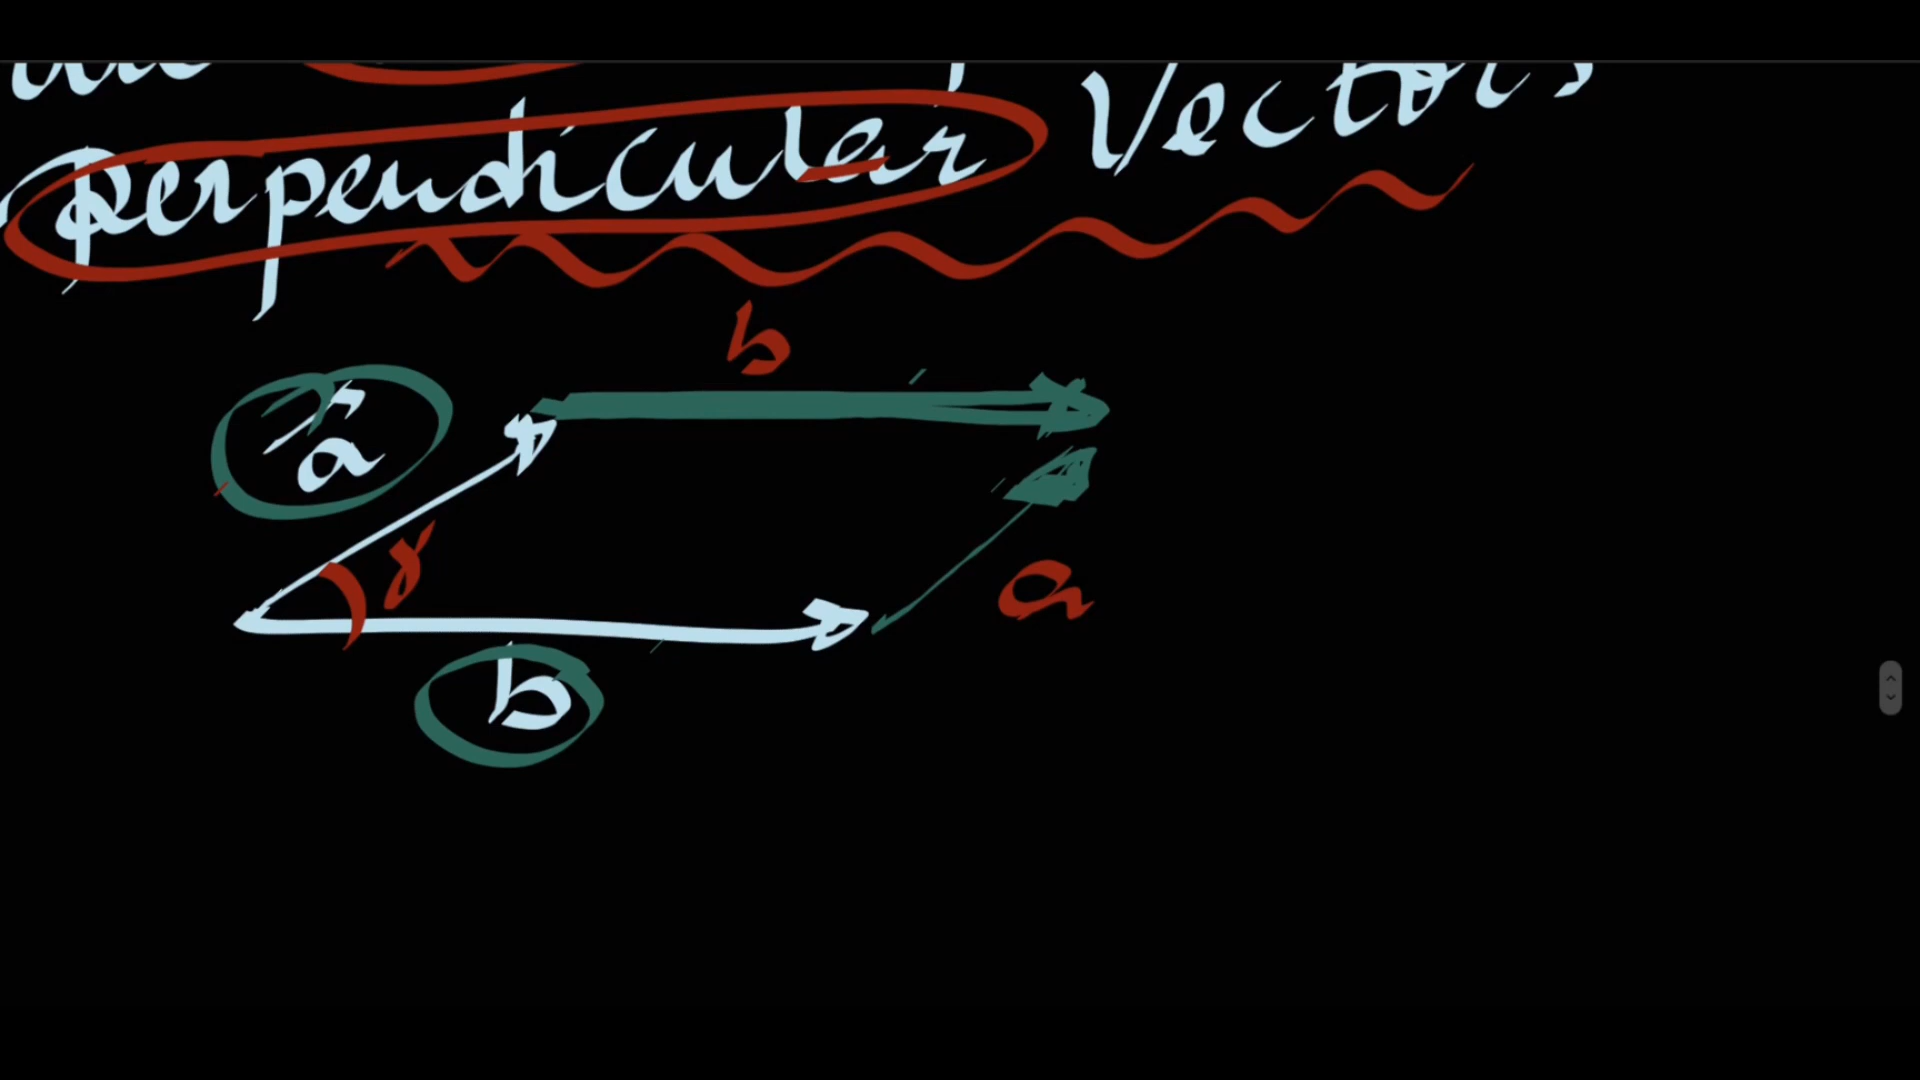 perpendicular Vectors
b
a
γ
a
b